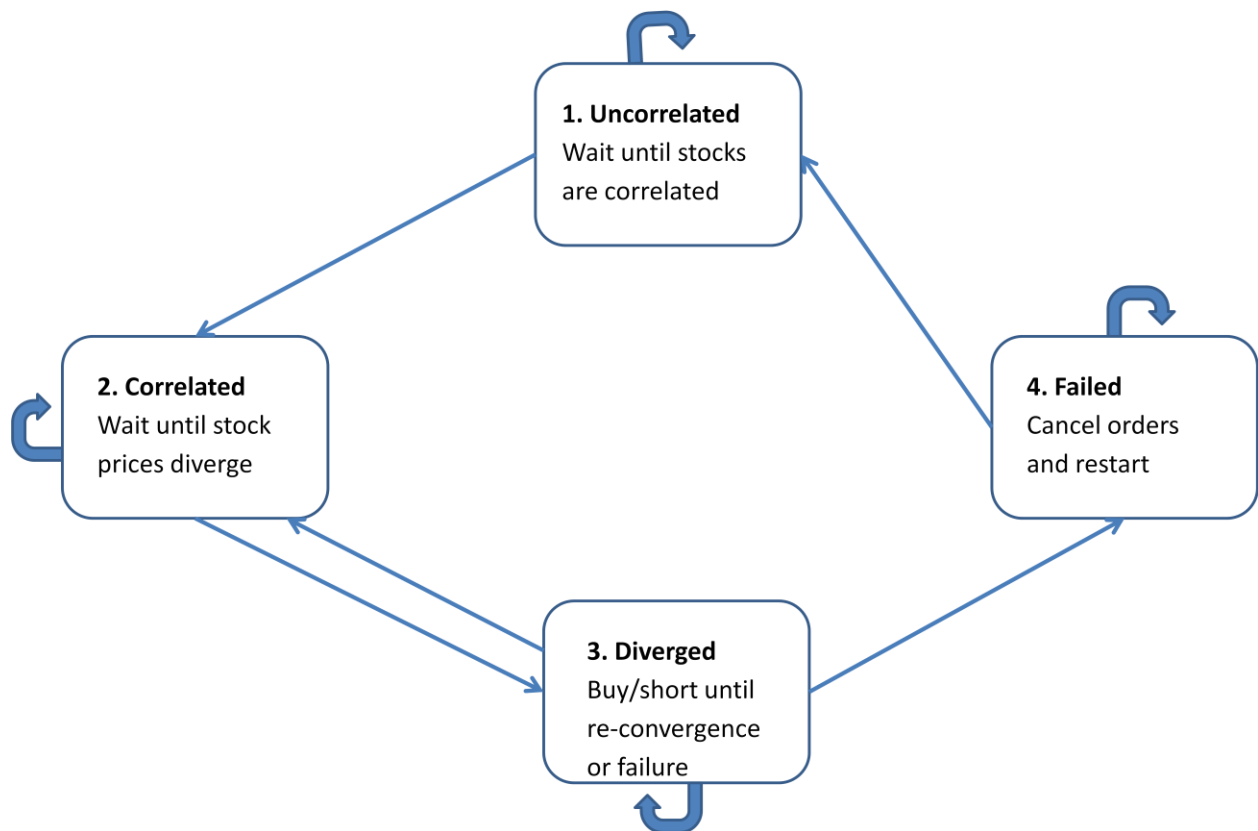 1. Uncorrelated
Wait until stocks
are correlated
2. Correlated
Wait until stock
prices diverge
4. Failed
Cancel orders
and restart
3. Diverged
Buy/short until
re-convergence
or failure